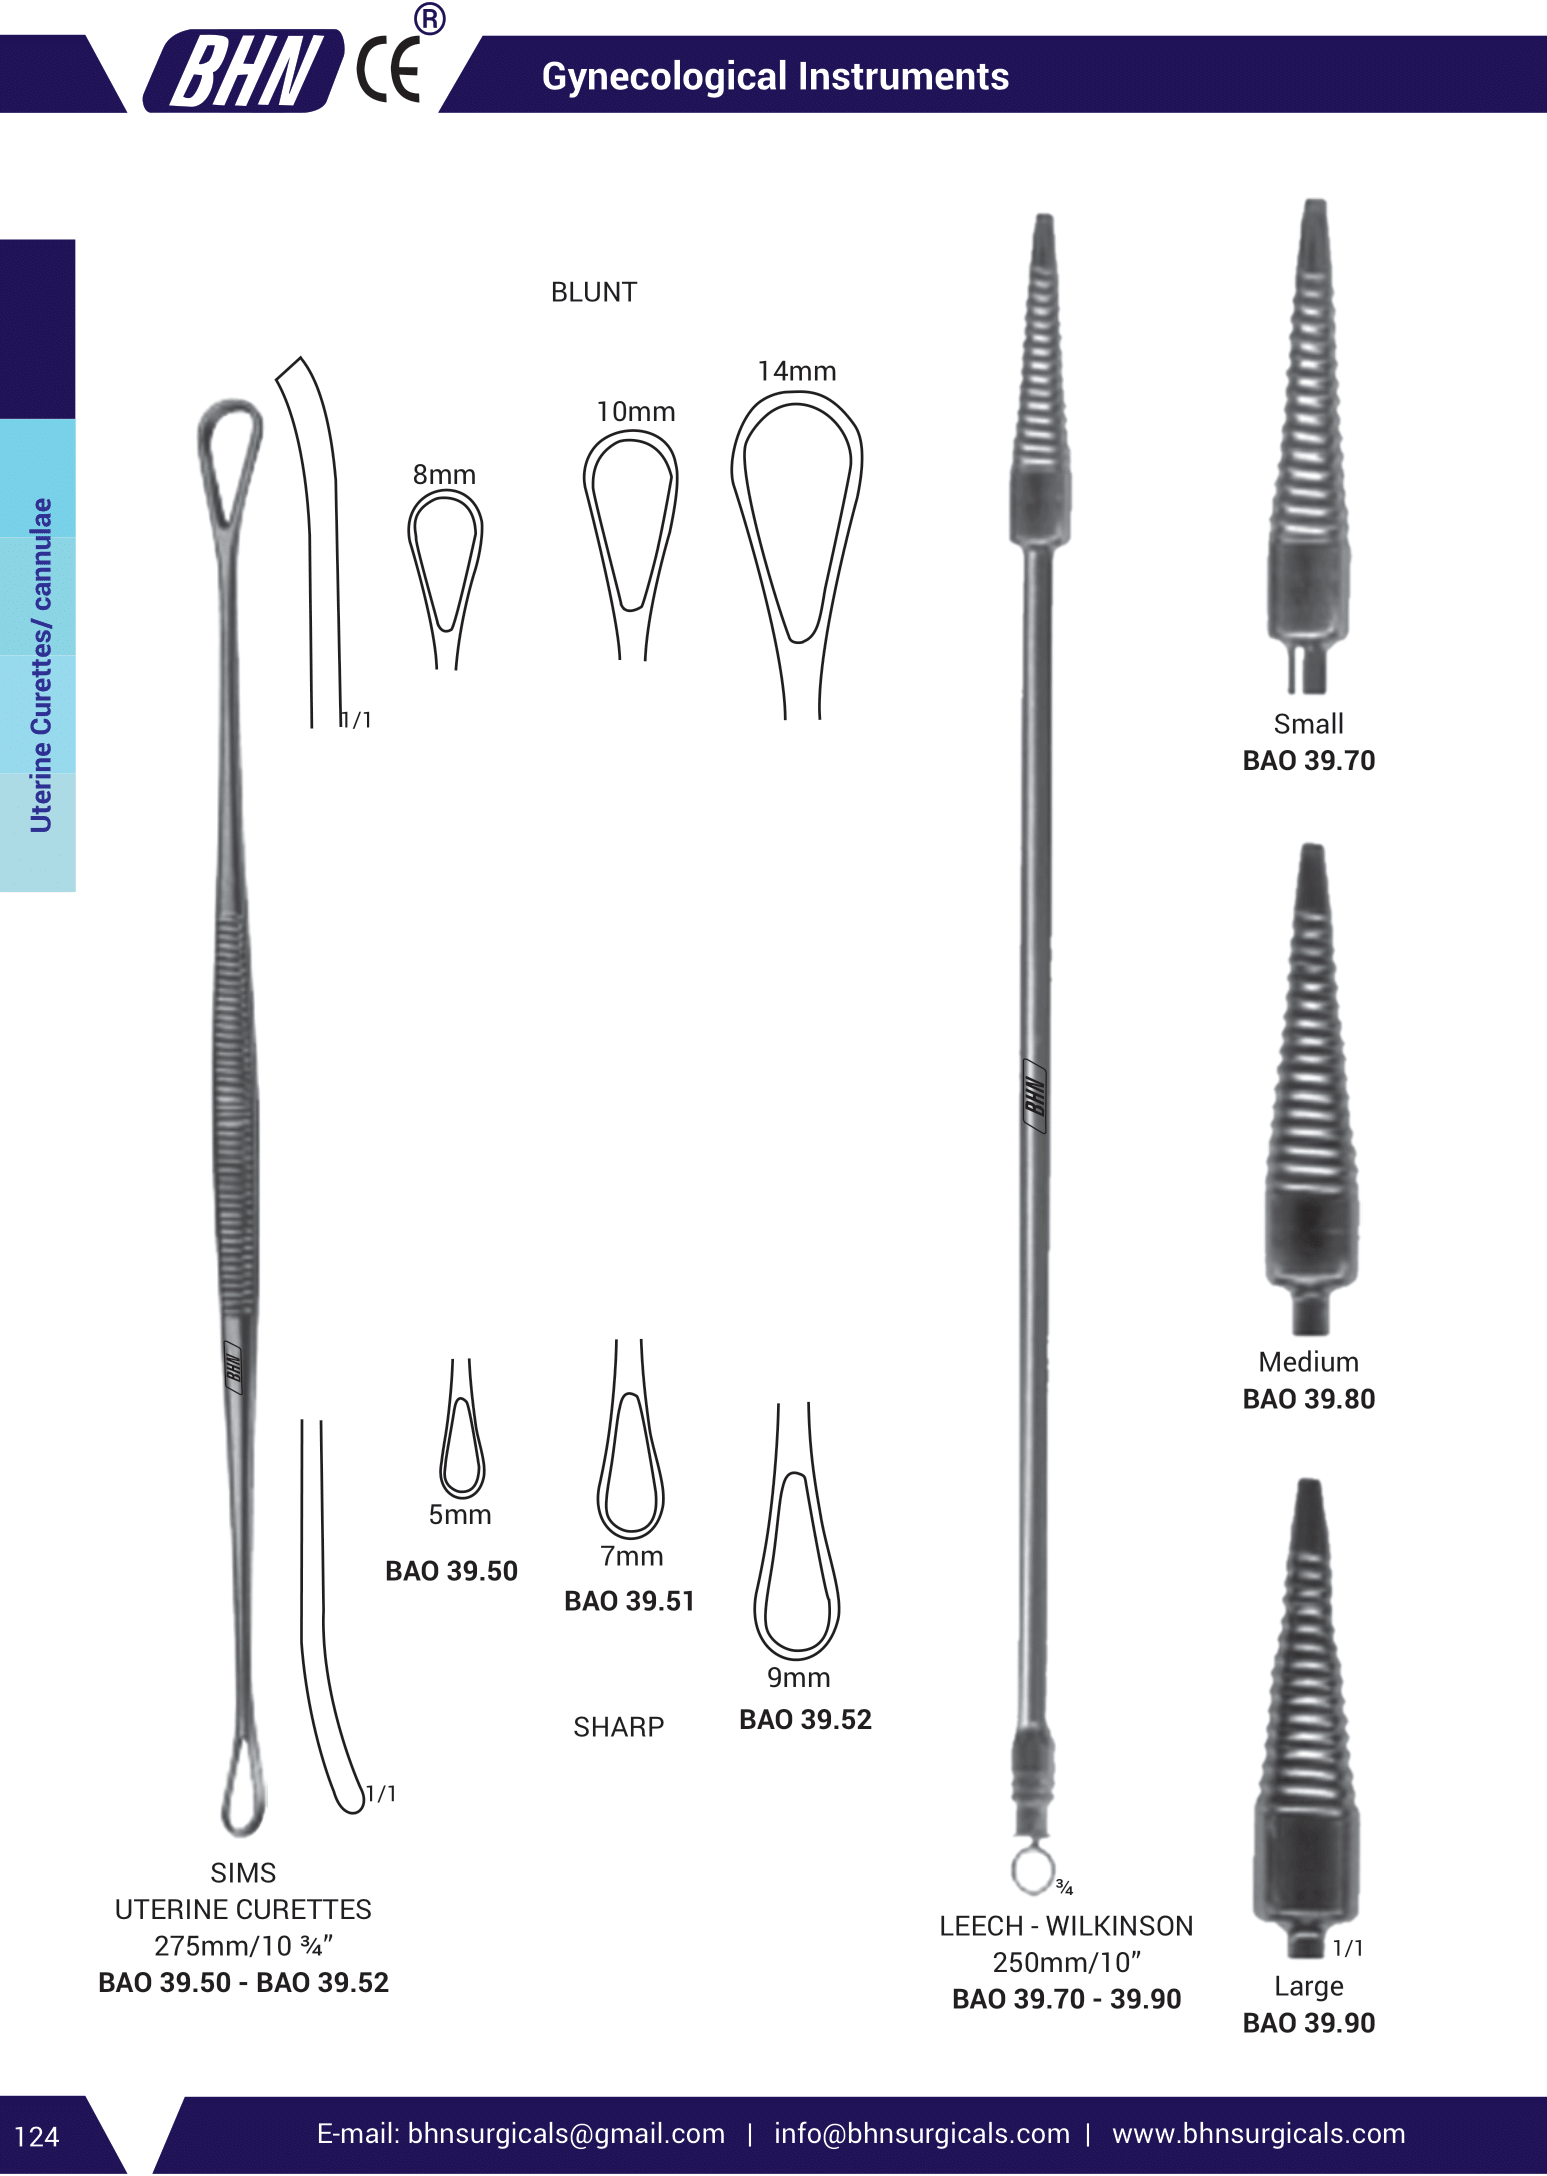 BHN CE ®
Gynecological Instruments
Uterine Curettes/ cannulae
BLUNT
8mm
10mm
14mm
1/1
5mm
BAO 39.50
7mm
BAO 39.51
9mm
BAO 39.52
SHARP
1/1
BHN
SIMS
UTERINE CURETTES
275mm/10 ¾”
BAO 39.50 - BAO 39.52
BHN
¾
LEECH - WILKINSON
250mm/10”
BAO 39.70 - 39.90
Small
BAO 39.70
Medium
BAO 39.80
1/1
Large
BAO 39.90
124
E-mail: bhnsurgicals@gmail.com | info@bhnsurgicals.com | www.bhnsurgicals.com